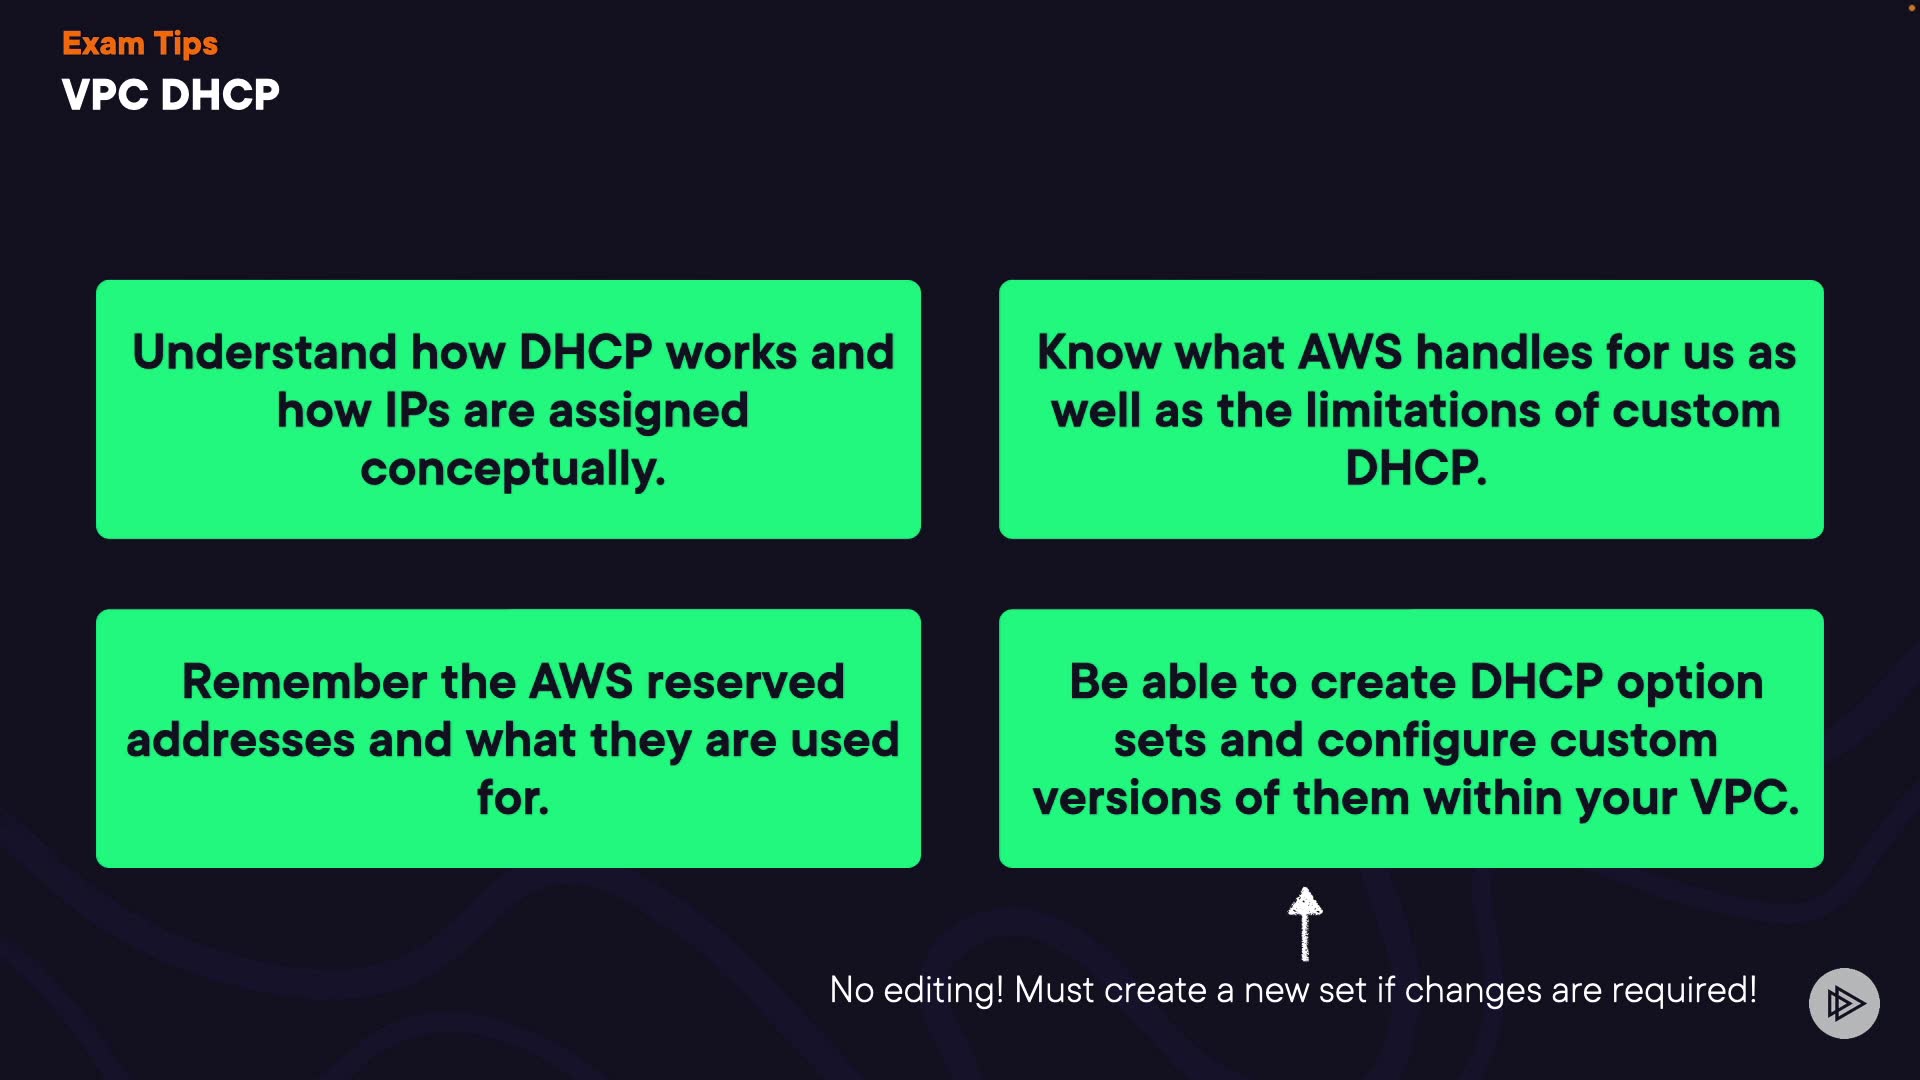 Exam Tips
VPC DHCP
Understand how DHCP works and
how IPs are assigned
conceptually.
Know what AWS handles for us as
well as the limitations of custom
DHCP.
Remember the AWS reserved
addresses and what they are used
for.
Be able to create DHCP option
sets and configure custom
versions of them within your VPC.
No editing! Must create a new set if changes are required!